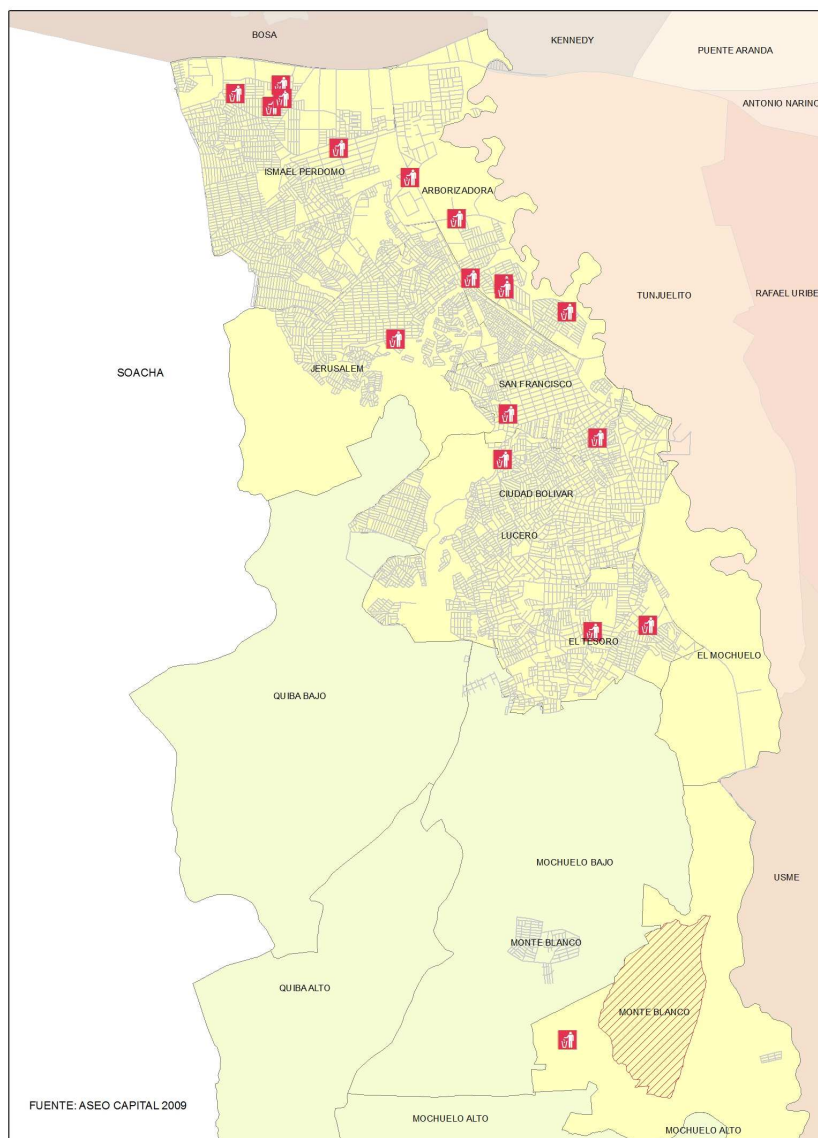 BOSA
KENNEDY
PUENTE ARANDA
ANTONIO NARINO
ISMAEL PERDOMO
ARBORIZADORA
TUNJUELITO
RAFAEL URIBE
SOACHA
JERUSALEM
SAN FRANCISCO
CIUDAD BOLIVAR
LUCERO
EL TESORO
EL MOCHUELO
QUIBA BAJO
MOCHUELO BAJO
USME
MONTE BLANCO
QUIBA ALTO
MONTE BLANCO
FUENTE: ASEO CAPITAL 2009
MOCHUELO ALTO
MOCHUELO ALTO